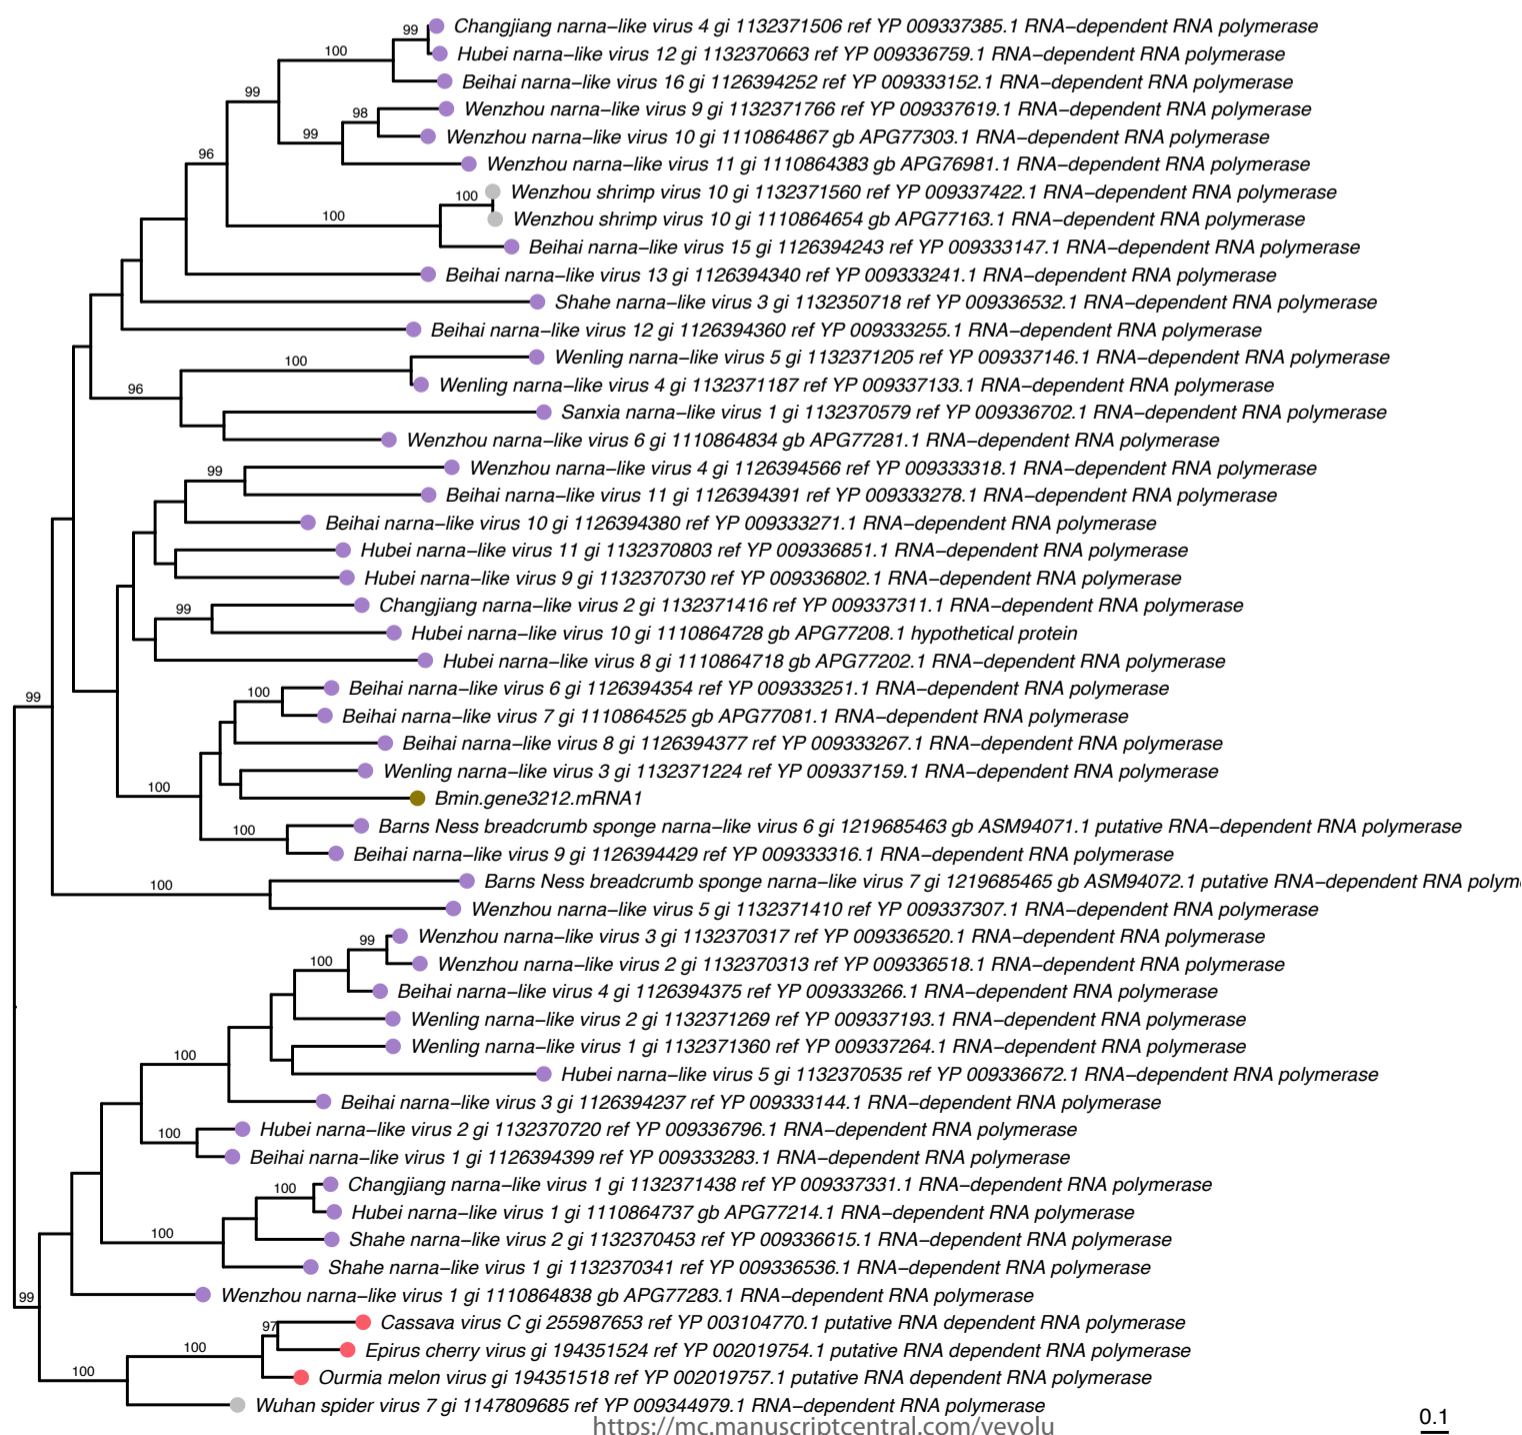 99
Changjiang narna–like virus 4 gi 1132371506 ref YP 009337385.1 RNA–dependent RNA polymerase
100
Hubei narna–like virus 12 gi 1132370663 ref YP 009336759.1 RNA–dependent RNA polymerase
Beihai narna–like virus 16 gi 1126394252 ref YP 009333152.1 RNA–dependent RNA polymerase
99
Wenzhou narna–like virus 9 gi 1132371766 ref YP 009337619.1 RNA–dependent RNA polymerase
98
99
Wenzhou narna–like virus 10 gi 1110864867 gb APG77303.1 RNA–dependent RNA polymerase
96
Wenzhou narna–like virus 11 gi 1110864383 gb APG76981.1 RNA–dependent RNA polymerase
100
Wenzhou shrimp virus 10 gi 1132371560 ref YP 009337422.1 RNA–dependent RNA polymerase
100
Wenzhou shrimp virus 10 gi 1110864654 gb APG77163.1 RNA–dependent RNA polymerase
Beihai narna–like virus 15 gi 1126394243 ref YP 009333147.1 RNA–dependent RNA polymerase
Beihai narna–like virus 13 gi 1126394340 ref YP 009333241.1 RNA–dependent RNA polymerase
Shahe narna–like virus 3 gi 1132350718 ref YP 009336532.1 RNA–dependent RNA polymerase
Beihai narna–like virus 12 gi 1126394360 ref YP 009333255.1 RNA–dependent RNA polymerase
100
Wenling narna–like virus 5 gi 1132371205 ref YP 009337146.1 RNA–dependent RNA polymerase
96
Wenling narna–like virus 4 gi 1132371187 ref YP 009337133.1 RNA–dependent RNA polymerase
Sanxia narna–like virus 1 gi 1132370579 ref YP 009336702.1 RNA–dependent RNA polymerase
Wenzhou narna–like virus 6 gi 1110864834 gb APG77281.1 RNA–dependent RNA polymerase
99
Wenzhou narna–like virus 4 gi 1126394566 ref YP 009333318.1 RNA–dependent RNA polymerase
Beihai narna–like virus 11 gi 1126394391 ref YP 009333278.1 RNA–dependent RNA polymerase
Beihai narna–like virus 10 gi 1126394380 ref YP 009333271.1 RNA–dependent RNA polymerase
Hubei narna–like virus 11 gi 1132370803 ref YP 009336851.1 RNA–dependent RNA polymerase
Hubei narna–like virus 9 gi 1132370730 ref YP 009336802.1 RNA–dependent RNA polymerase
99
Changjiang narna–like virus 2 gi 1132371416 ref YP 009337311.1 RNA–dependent RNA polymerase
Hubei narna–like virus 10 gi 1110864728 gb APG77208.1 hypothetical protein
Hubei narna–like virus 8 gi 1110864718 gb APG77202.1 RNA–dependent RNA polymerase
99
100
Beihai narna–like virus 6 gi 1126394354 ref YP 009333251.1 RNA–dependent RNA polymerase
Beihai narna–like virus 7 gi 1110864525 gb APG77081.1 RNA–dependent RNA polymerase
Beihai narna–like virus 8 gi 1126394377 ref YP 009333267.1 RNA–dependent RNA polymerase
Wenling narna–like virus 3 gi 1132371224 ref YP 009337159.1 RNA–dependent RNA polymerase
100
Bmin.gene3212.mRNA1
100
Barns Ness breadcrumb sponge narna–like virus 6 gi 1219685463 gb ASM94071.1 putative RNA–dependent RNA polymerase
Beihai narna–like virus 9 gi 1126394429 ref YP 009333316.1 RNA–dependent RNA polymerase
100
Barns Ness breadcrumb sponge narna–like virus 7 gi 1219685465 gb ASM94072.1 putative RNA–dependent RNA polym
Wenzhou narna–like virus 5 gi 1132371410 ref YP 009337307.1 RNA–dependent RNA polymerase
99
Wenzhou narna–like virus 3 gi 1132370317 ref YP 009336520.1 RNA–dependent RNA polymerase
100
Wenzhou narna–like virus 2 gi 1132370313 ref YP 009336518.1 RNA–dependent RNA polymerase
Beihai narna–like virus 4 gi 1126394375 ref YP 009333266.1 RNA–dependent RNA polymerase
Wenling narna–like virus 2 gi 1132371269 ref YP 009337193.1 RNA–dependent RNA polymerase
100
Wenling narna–like virus 1 gi 1132371360 ref YP 009337264.1 RNA–dependent RNA polymerase
Hubei narna–like virus 5 gi 1132370535 ref YP 009336672.1 RNA–dependent RNA polymerase
Beihai narna–like virus 3 gi 1126394237 ref YP 009333144.1 RNA–dependent RNA polymerase
100
Hubei narna–like virus 2 gi 1132370720 ref YP 009336796.1 RNA–dependent RNA polymerase
Beihai narna–like virus 1 gi 1126394399 ref YP 009333283.1 RNA–dependent RNA polymerase
100
Changjiang narna–like virus 1 gi 1132371438 ref YP 009337331.1 RNA–dependent RNA polymerase
Hubei narna–like virus 1 gi 1110864737 gb APG77214.1 RNA–dependent RNA polymerase
100
Shahe narna–like virus 2 gi 1132370453 ref YP 009336615.1 RNA–dependent RNA polymerase
Shahe narna–like virus 1 gi 1132370341 ref YP 009336536.1 RNA–dependent RNA polymerase
99
Wenzhou narna–like virus 1 gi 1110864838 gb APG77283.1 RNA–dependent RNA polymerase
97
Cassava virus C gi 255987653 ref YP 003104770.1 putative RNA dependent RNA polymerase
100
Epirus cherry virus gi 194351524 ref YP 002019754.1 putative RNA dependent RNA polymerase
100
Ourmia melon virus gi 194351518 ref YP 002019757.1 putative RNA dependent RNA polymerase
Wuhan spider virus 7 gi 1147809685 ref YP 009344979.1 RNA–dependent RNA polymerase
https://mc.manuscriptcentral.com/vevolu
0.1